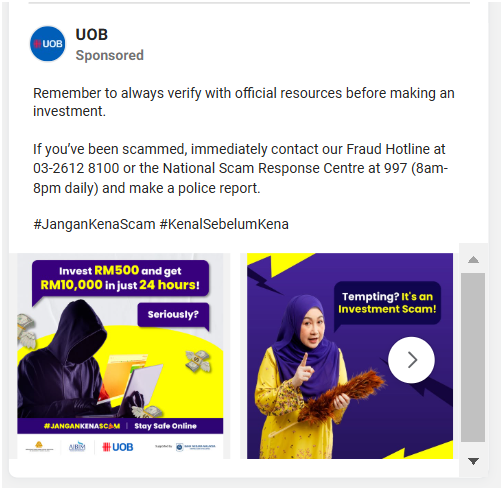 UOB
UOB
Sponsored
Remember to always verify with official resources before making an
investment.
If you’ve been scammed, immediately contact our Fraud Hotline at
03-2612 8100 or the National Scam Response Centre at 997 (8am-
8pm daily) and make a police report.
#JanganKenaScam #KenalSebelumKena
Invest RM500 and get
RM10,000 in just 24 hours!
Seriously?
#JANGANKENASCAM | Stay Safe Online
UOB
Tempting? It's an
Investment Scam!